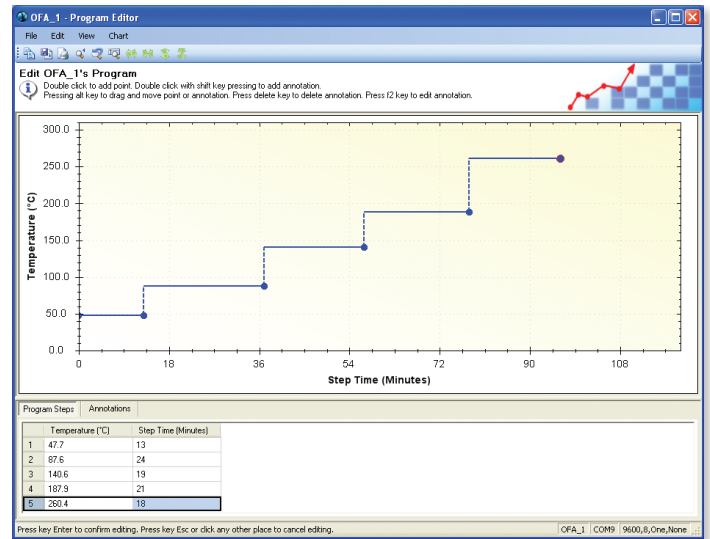 OFA_1 - Program Editor
File Edit View Chart
Edit OFA_1's Program
Double click to add point. Double click with shift key pressing to add annotation.
Pressing alt key to drag and move point or annotation. Press delete key to delete annotation. Press f2 key to edit annotation.
300.0
250.0
200.0
150.0
100.0
50.0
0.0
Temperature (°C)
0 18 36 54 72 90 108
Step Time (Minutes)
Program Steps Annotations
Temperature (°C) Step Time (Minutes)
1 47.7 13
2 87.6 24
3 140.6 19
4 187.9 21
5 260.4 18
Press key Enter to confirm editing. Press key Esc or click any other place to cancel editing. OFA_1 COM9 9600,8,One,None